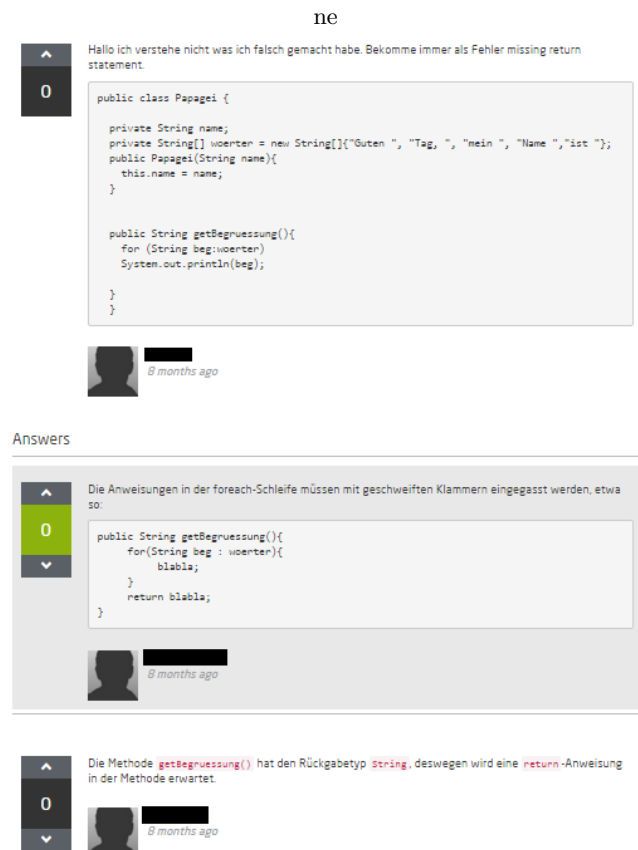 ne
Hallo ich verstehe nicht was ich falsch gemacht habe. Bekomme immer als Fehler missing return
statement.
0
public class Papagei {
private String name;
private String[] woerter = new String[]{"Guten ", "Tag, ", "mein ", "Name ","ist "};
public Papagei(String name){
this.name = name;
}
public String getBegruessung(){
for (String beg:woerter)
System.out.println(beg);
}
}
8 months ago
Answers
Die Anweisungen in der foreach-Schleife müssen mit geschweiften Klammern eingegasst werden, etwa
so:
0
public String getBegruessung(){
for(String beg : woerter){
blabla;
}
return blabla;
}
8 months ago
Die Methode getBegruessung() hat den Rückgabetyp String, deswegen wird eine return-Anweisung
in der Methode erwartet.
0
8 months ago